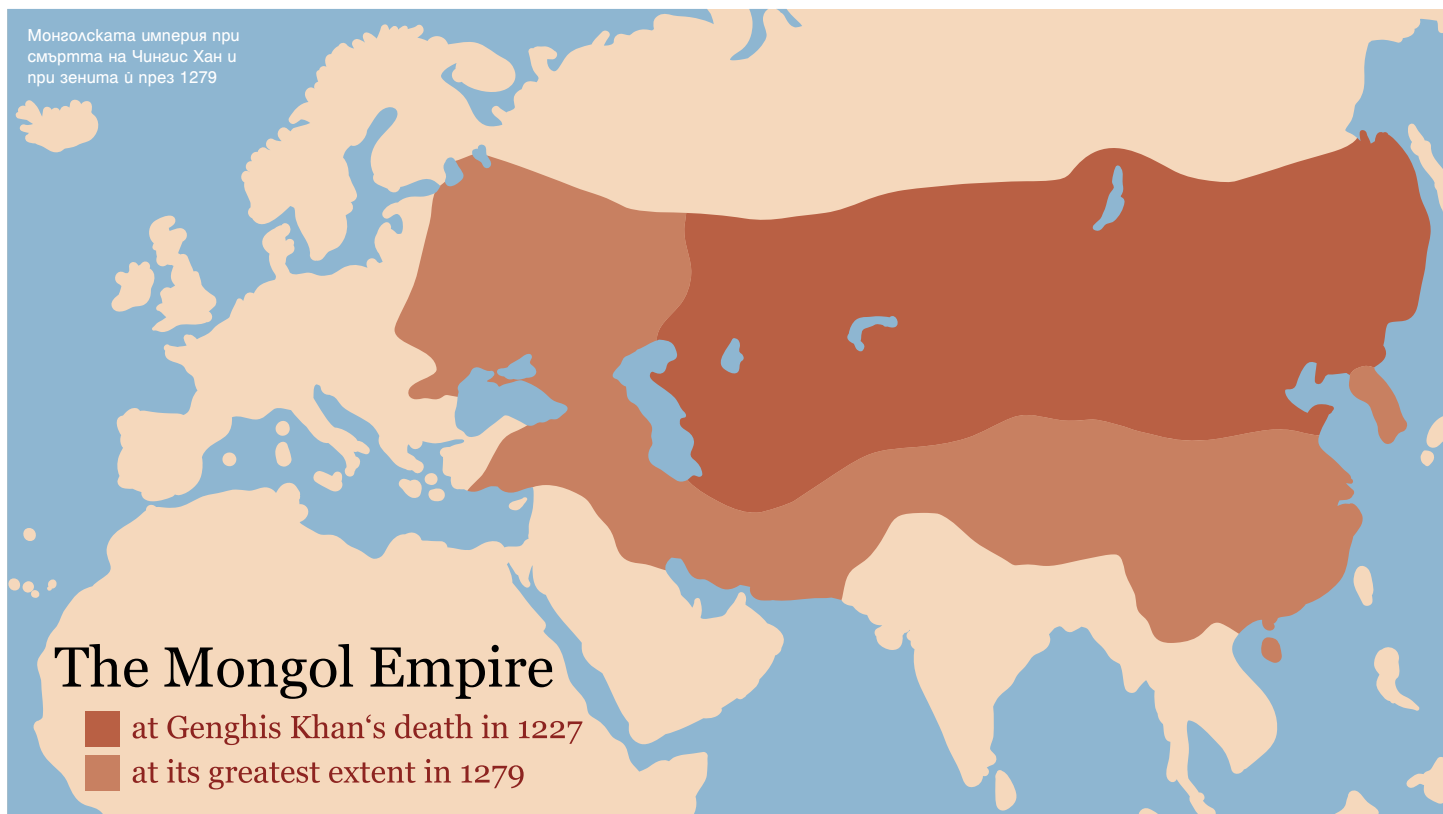 Монголската империя при
смъртта на Чингис Хан и
при зенита ѝ през 1279
The Mongol Empire
at Genghis Khan‘s death in 1227
at its greatest extent in 1279